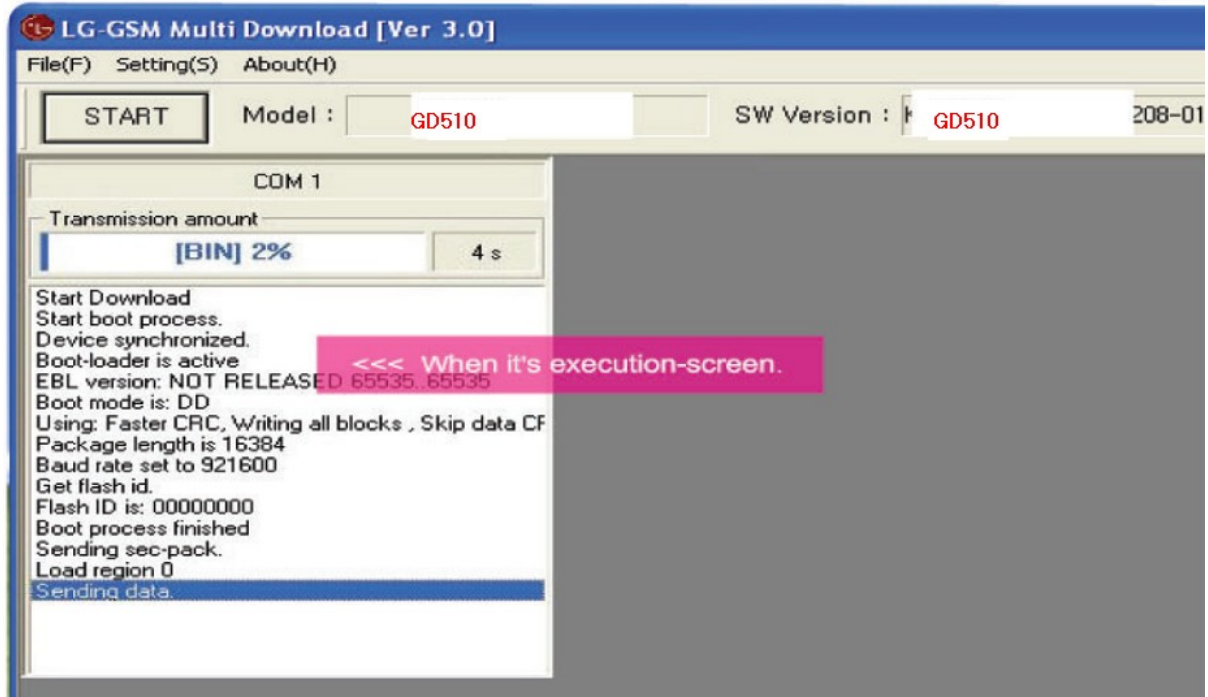 LG-GSM Multi Download [Ver 3.0]
File(F) Setting(S) About(H)
START Model : GD510 SW Version : GD510 208-01
COM 1
Transmission amount
[BIN] 2% 4 s
Start Download
Start boot process.
Device synchronized.
Boot-loader is active
<<< When it's execution-screen.
EBL version: NOT RELEASED 65535..65535
Boot mode is: DD
Using: Faster CRC, Writing all blocks , Skip data CF
Package length is 16384
Baud rate set to 921600
Get flash id.
Flash ID is: 00000000
Boot process finished
Sending sec-pack.
Load region 0
Sending data.